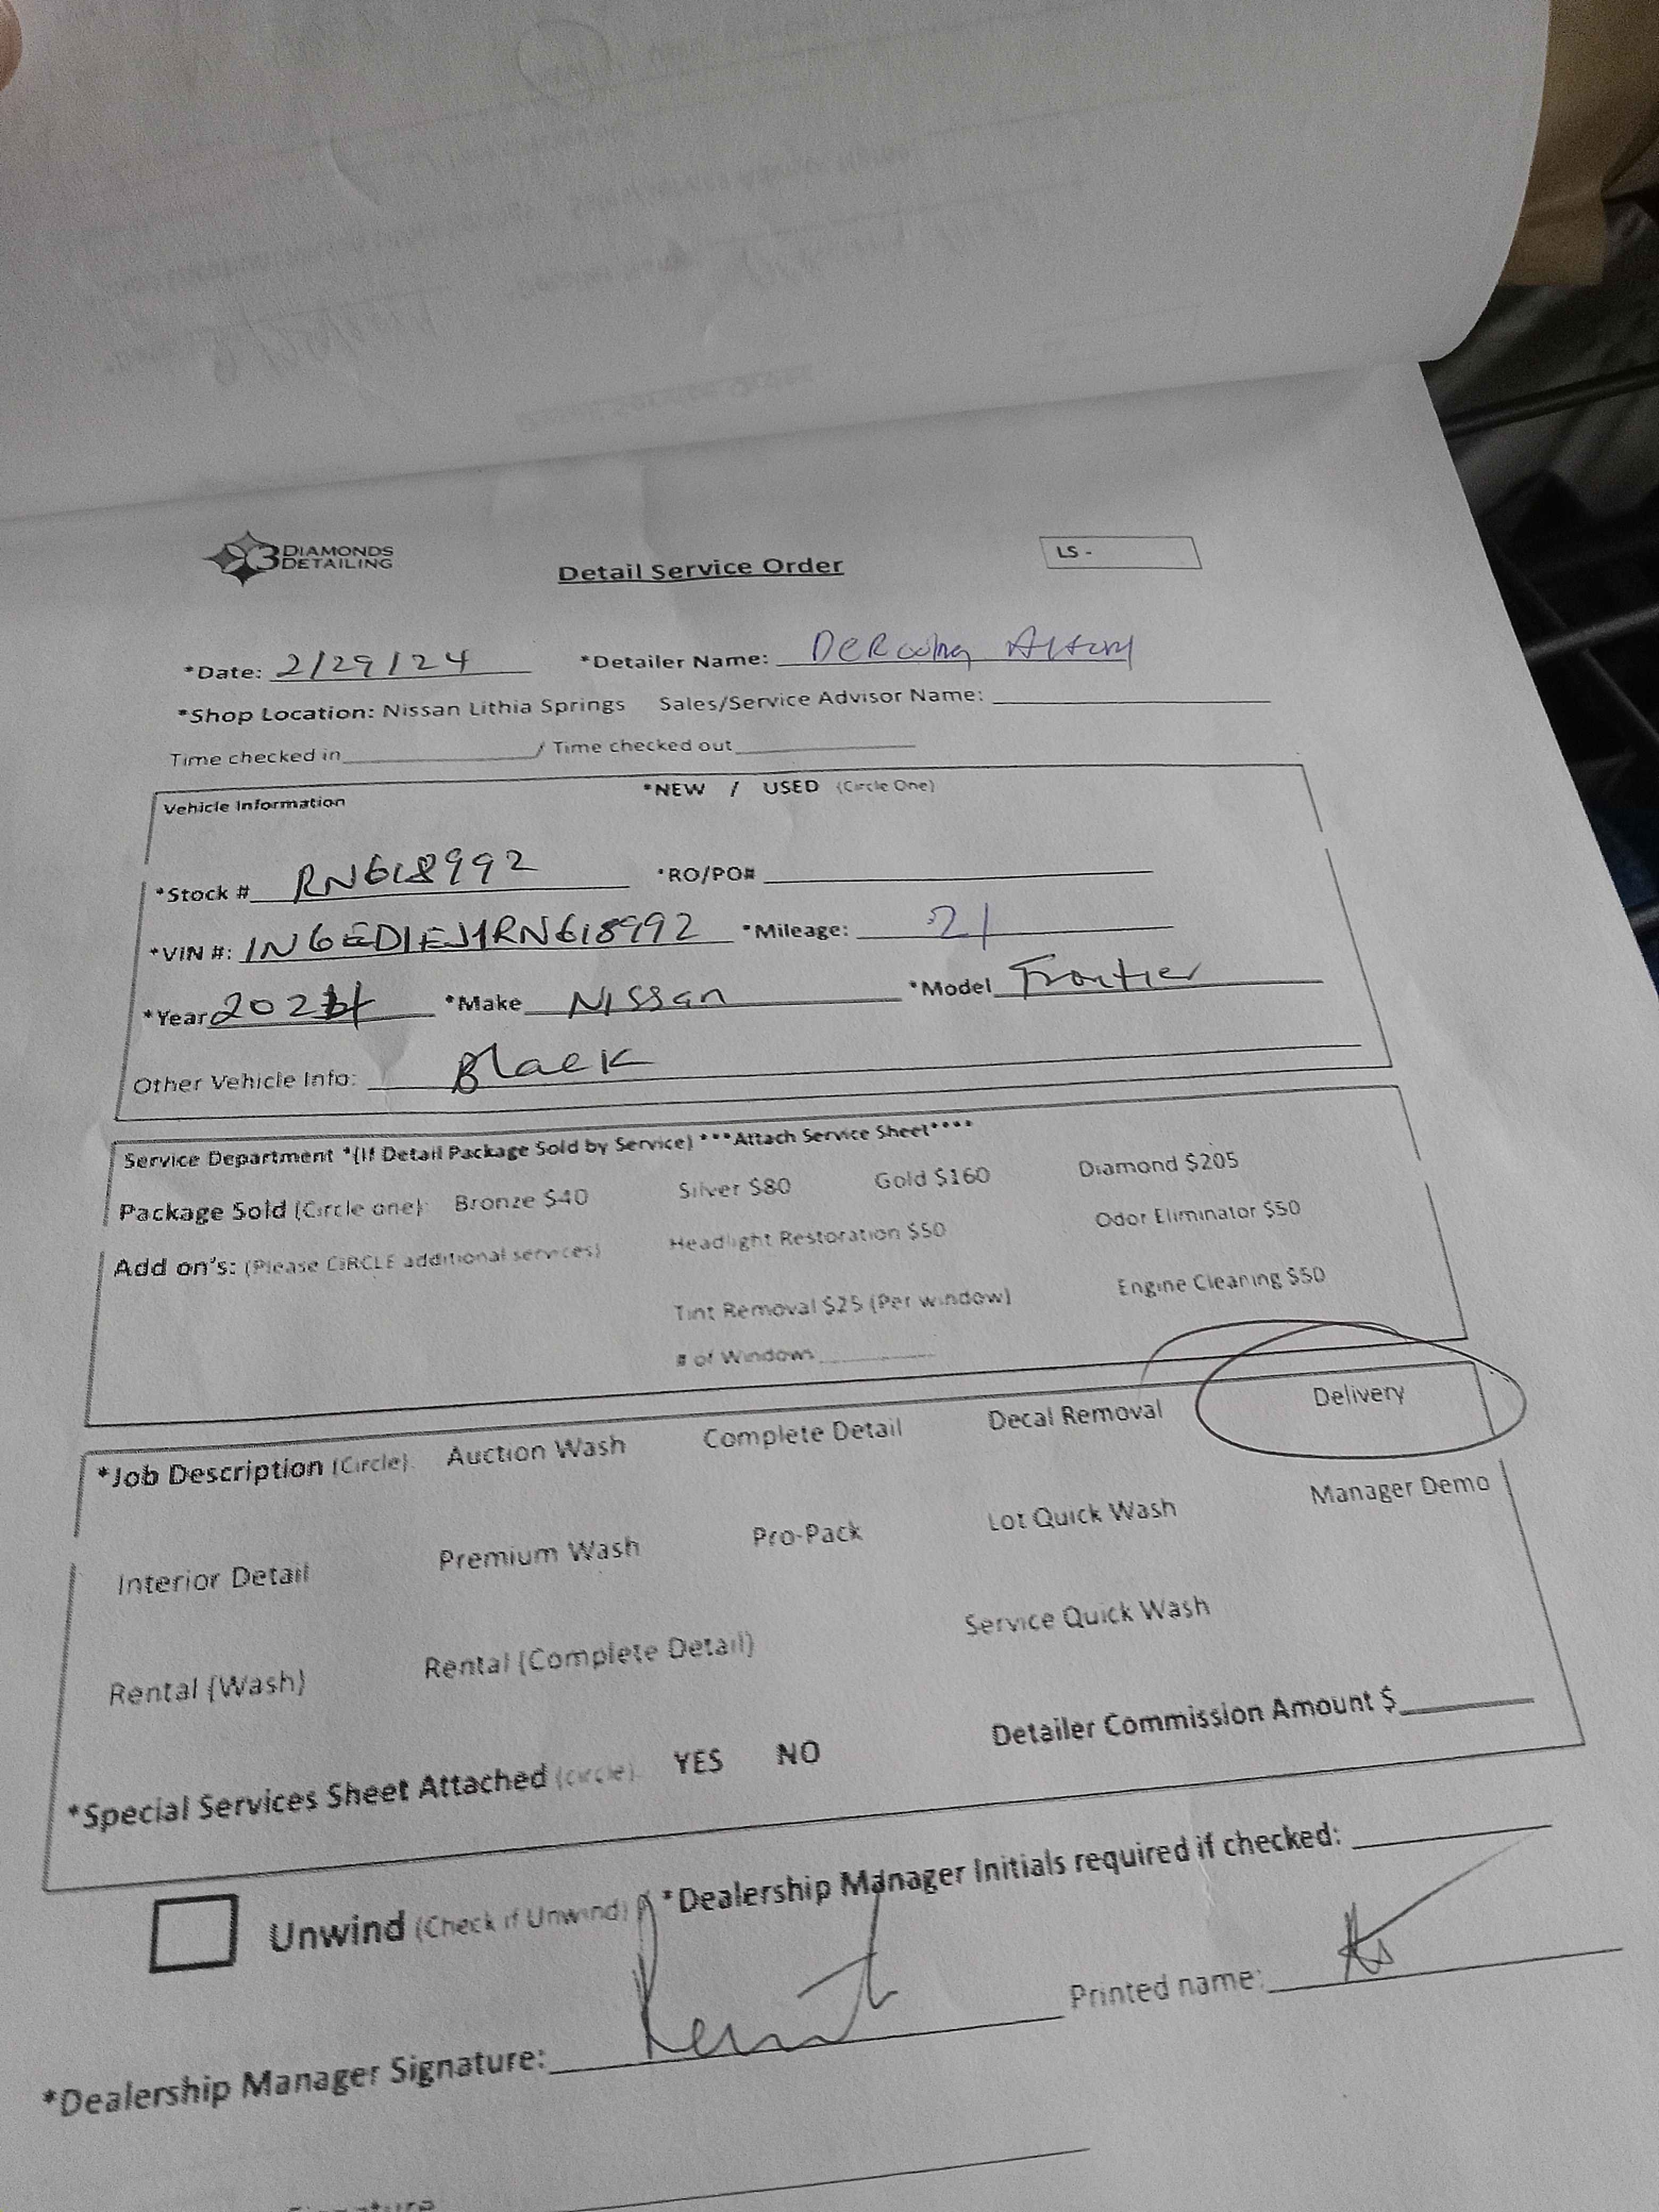 3 DIAMONDS
DETAILING
Detail Service Order
LS -
*Date: 2/29/24 *Detailer Name:
*Shop Location: Nissan Lithia Springs Sales/Service Advisor Name:
Time checked in / Time checked out
Vehicle Information *NEW / USED (Circle One)
*Stock # RN618992 *RO/PO#
*VIN #: 1N6ED1EJ1RN618992 *Mileage: 21
*Year 2024 *Make Nissan *Model Frontier
Other Vehicle Info: Black
Service Department *(If Detail Package Sold by Service) ***Attach Service Sheet****
Package Sold (Circle one): Bronze $40 Silver $80 Gold $160 Diamond $205
Add on's: (Please CIRCLE additional services) Headlight Restoration $50 Odor Eliminator $50
Tint Removal $25 (Per window) Engine Cleaning $50
# of Windows
*Job Description (Circle). Auction Wash Complete Detail Decal Removal Delivery
Interior Detail Premium Wash Pro-Pack Lot Quick Wash Manager Demo
Rental (Wash) Rental (Complete Detail) Service Quick Wash
*Special Services Sheet Attached (circle). YES NO Detailer Commission Amount $
Unwind (Check if Unwind) *Dealership Manager Initials required if checked:
*Dealership Manager Signature: Printed name:
Signature